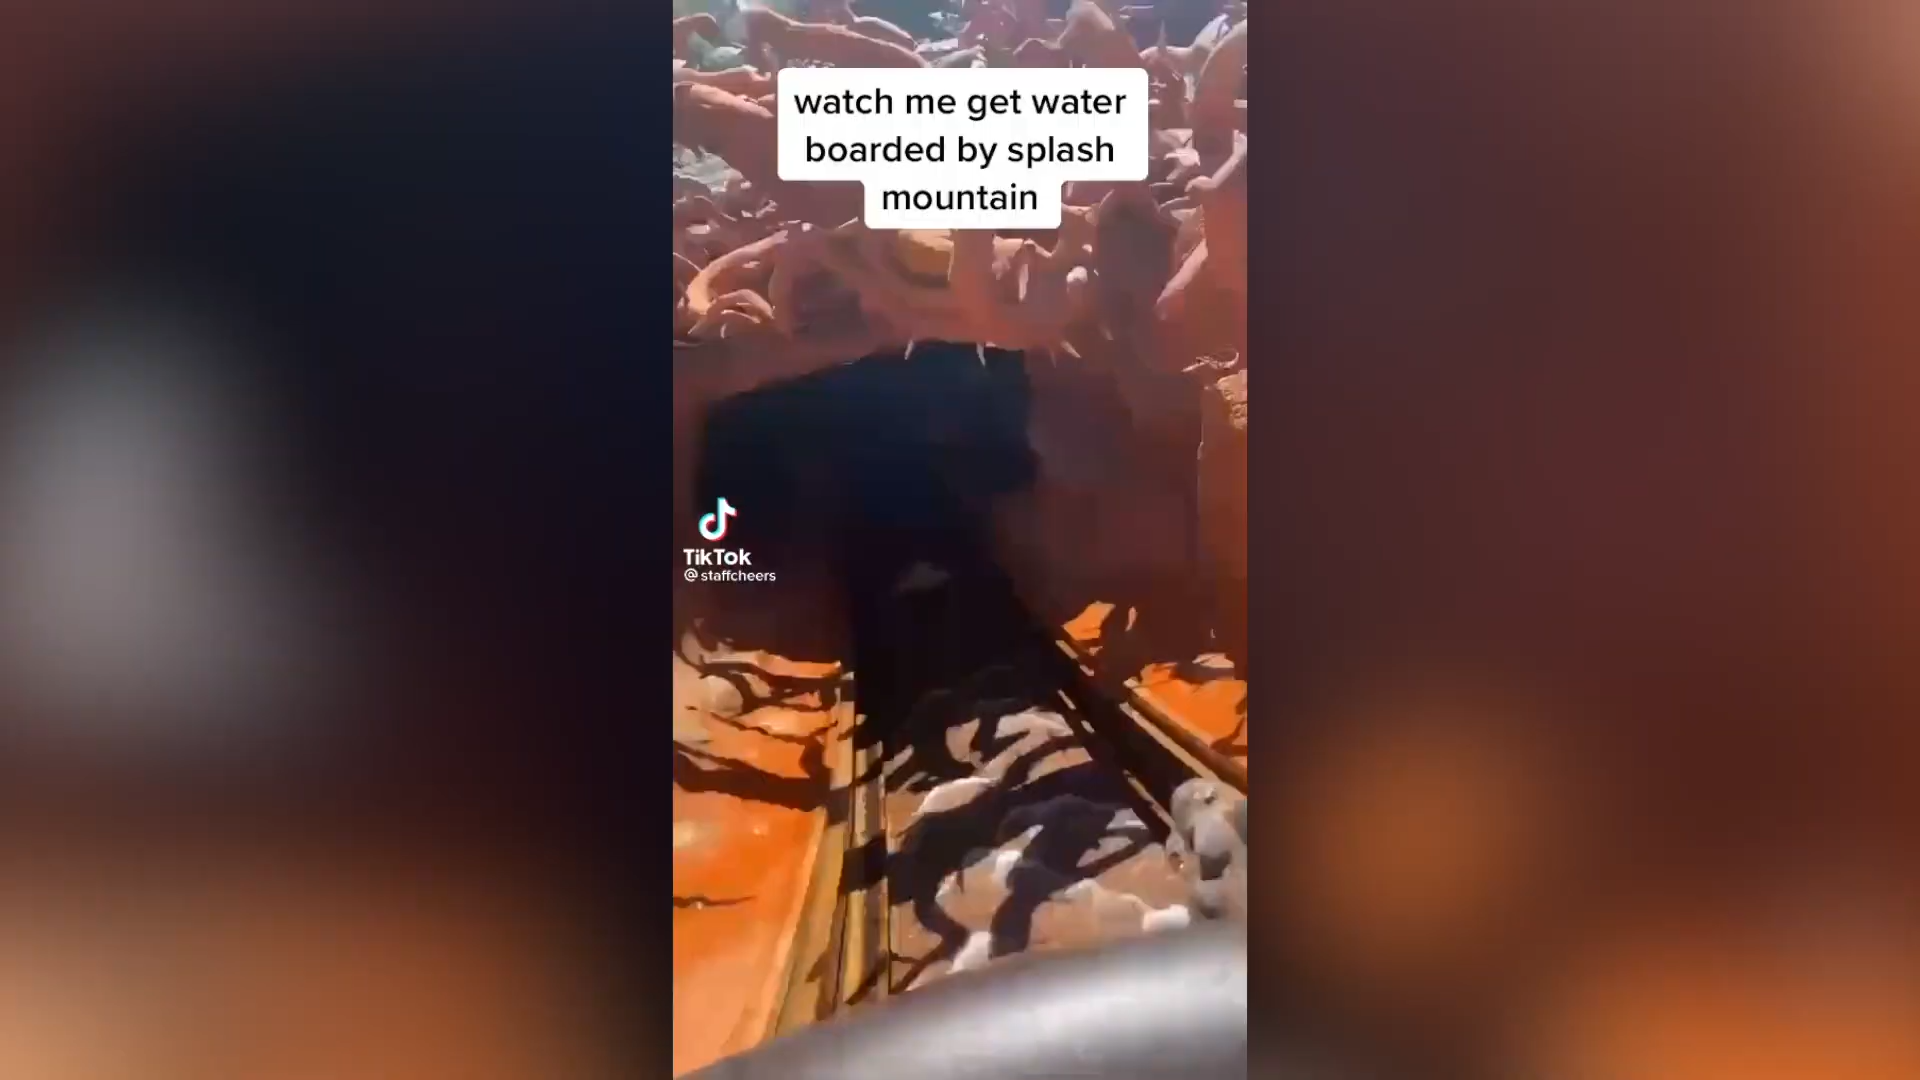 watch me get water
boarded by splash
mountain
TikTok
@staffcheers